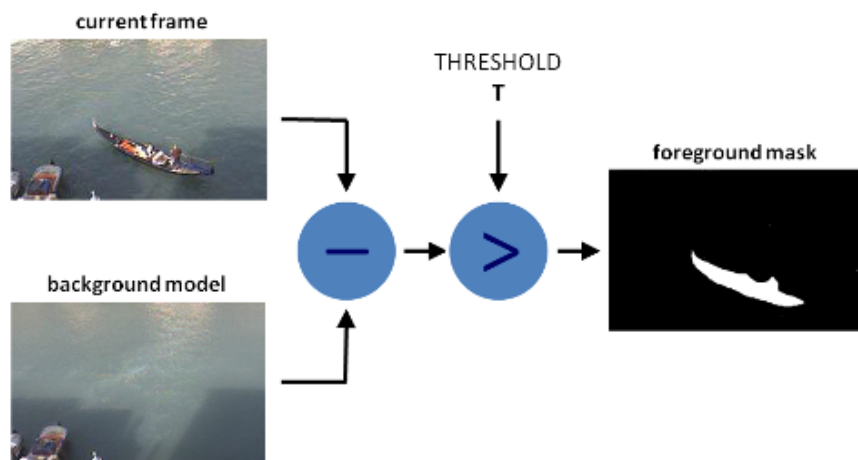 current frame
THRESHOLD
T
foreground mask
−
>
background model